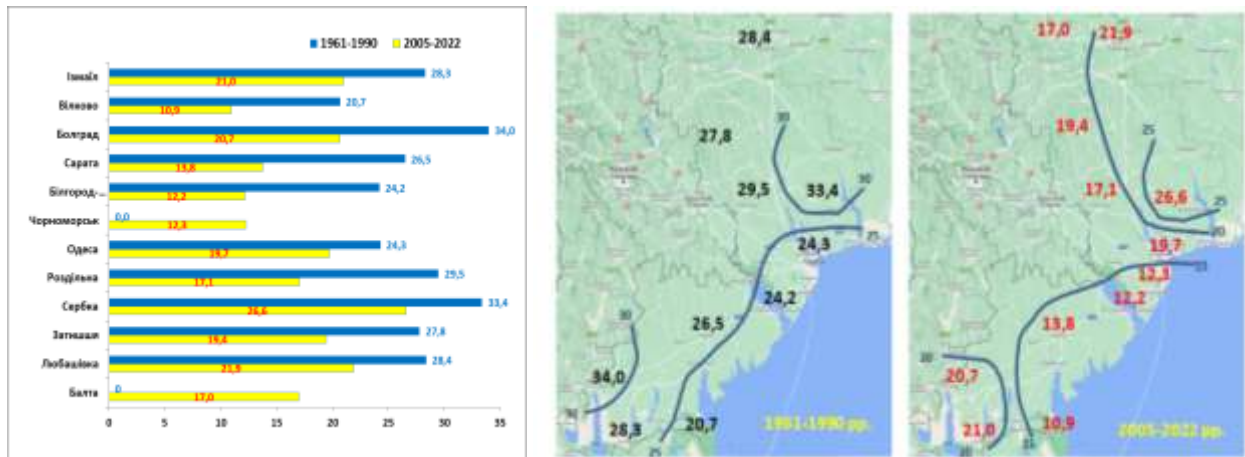 1961-1990 2005-2022
Ізмаїл 28,3 21,0
Вілково 20,7 10,9
Болград 34,0 20,7
Сарата 26,5 13,8
Білгород-... 24,2 12,2
Чорноморськ 0,0 12,3
Одеса 24,3 19,7
Роздільна 29,5 17,1
Сербка 33,4 26,6
Затишшя 27,8 19,4
Любашівка 28,4 21,9
Балта 0 17,0
0 5 10 15 20 25 30 35
28,4
30
27,8
29,5 33,4 30
24,3 25
24,2
30 26,5
34,0
30
28,3 20,7 1961-1990 рр.
25
17,0 21,9
19,4 25
17,1 26,6 25
20
19,7
12,3
12,2
13,8
20
20,7
21,0 10,9 2005-2022 рр.
20